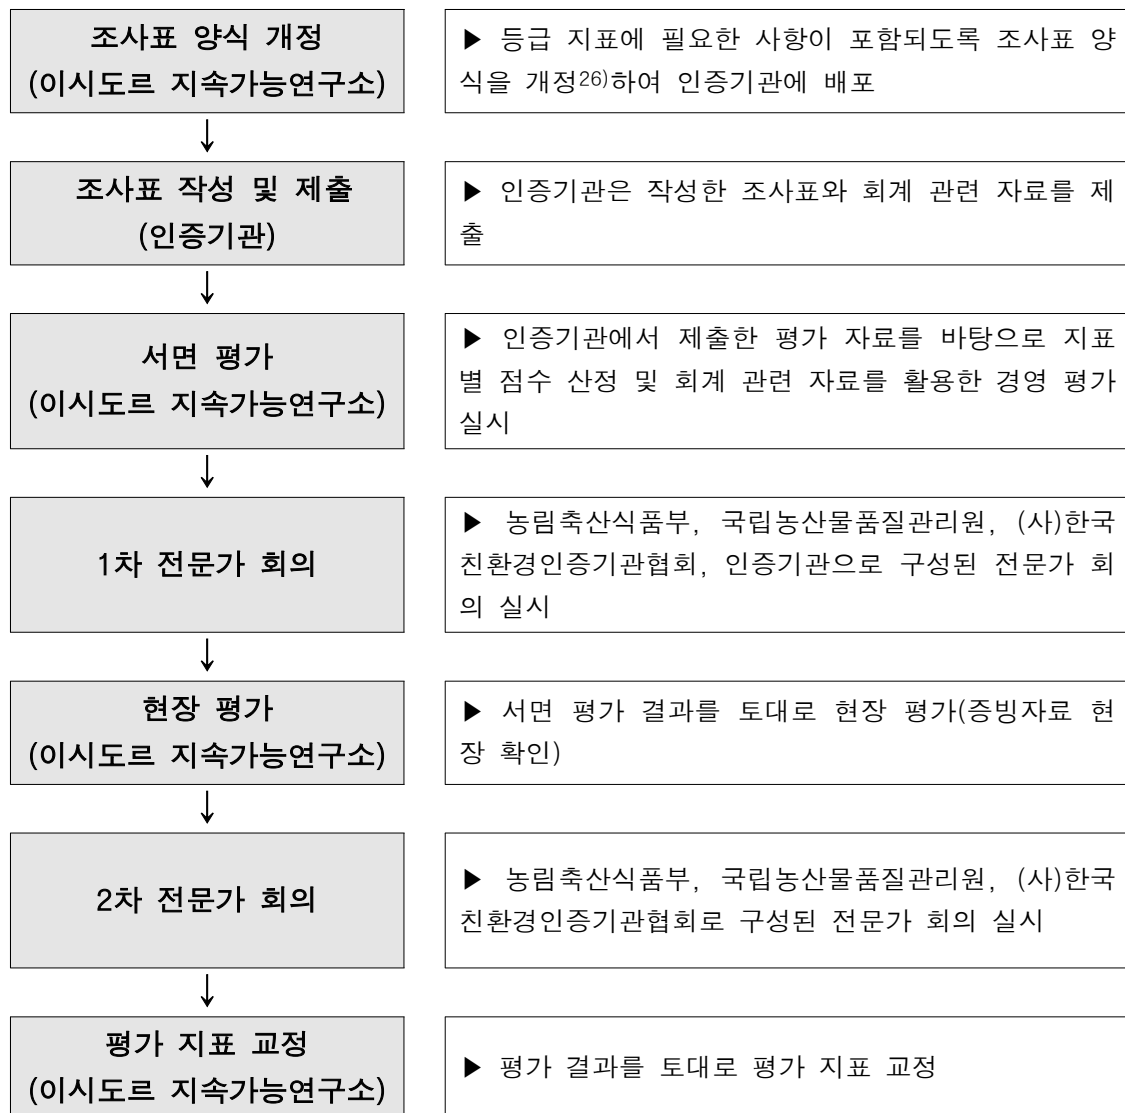 조사표 양식 개정
(이시도르 지속가능연구소)
▶ 등급 지표에 필요한 사항이 포함되도록 조사표 양
식을 개정26)하여 인증기관에 배포
↓
조사표 작성 및 제출
(인증기관)
▶ 인증기관은 작성한 조사표와 회계 관련 자료를 제
출
↓
서면 평가
(이시도르 지속가능연구소)
▶ 인증기관에서 제출한 평가 자료를 바탕으로 지표
별 점수 산정 및 회계 관련 자료를 활용한 경영 평가
실시
↓
1차 전문가 회의
▶ 농림축산식품부, 국립농산물품질관리원, (사)한국
친환경인증기관협회, 인증기관으로 구성된 전문가 회
의 실시
↓
현장 평가
(이시도르 지속가능연구소)
▶ 서면 평가 결과를 토대로 현장 평가(증빙자료 현
장 확인)
↓
2차 전문가 회의
▶ 농림축산식품부, 국립농산물품질관리원, (사)한국
친환경인증기관협회로 구성된 전문가 회의 실시
↓
평가 지표 교정
(이시도르 지속가능연구소)
▶ 평가 결과를 토대로 평가 지표 교정